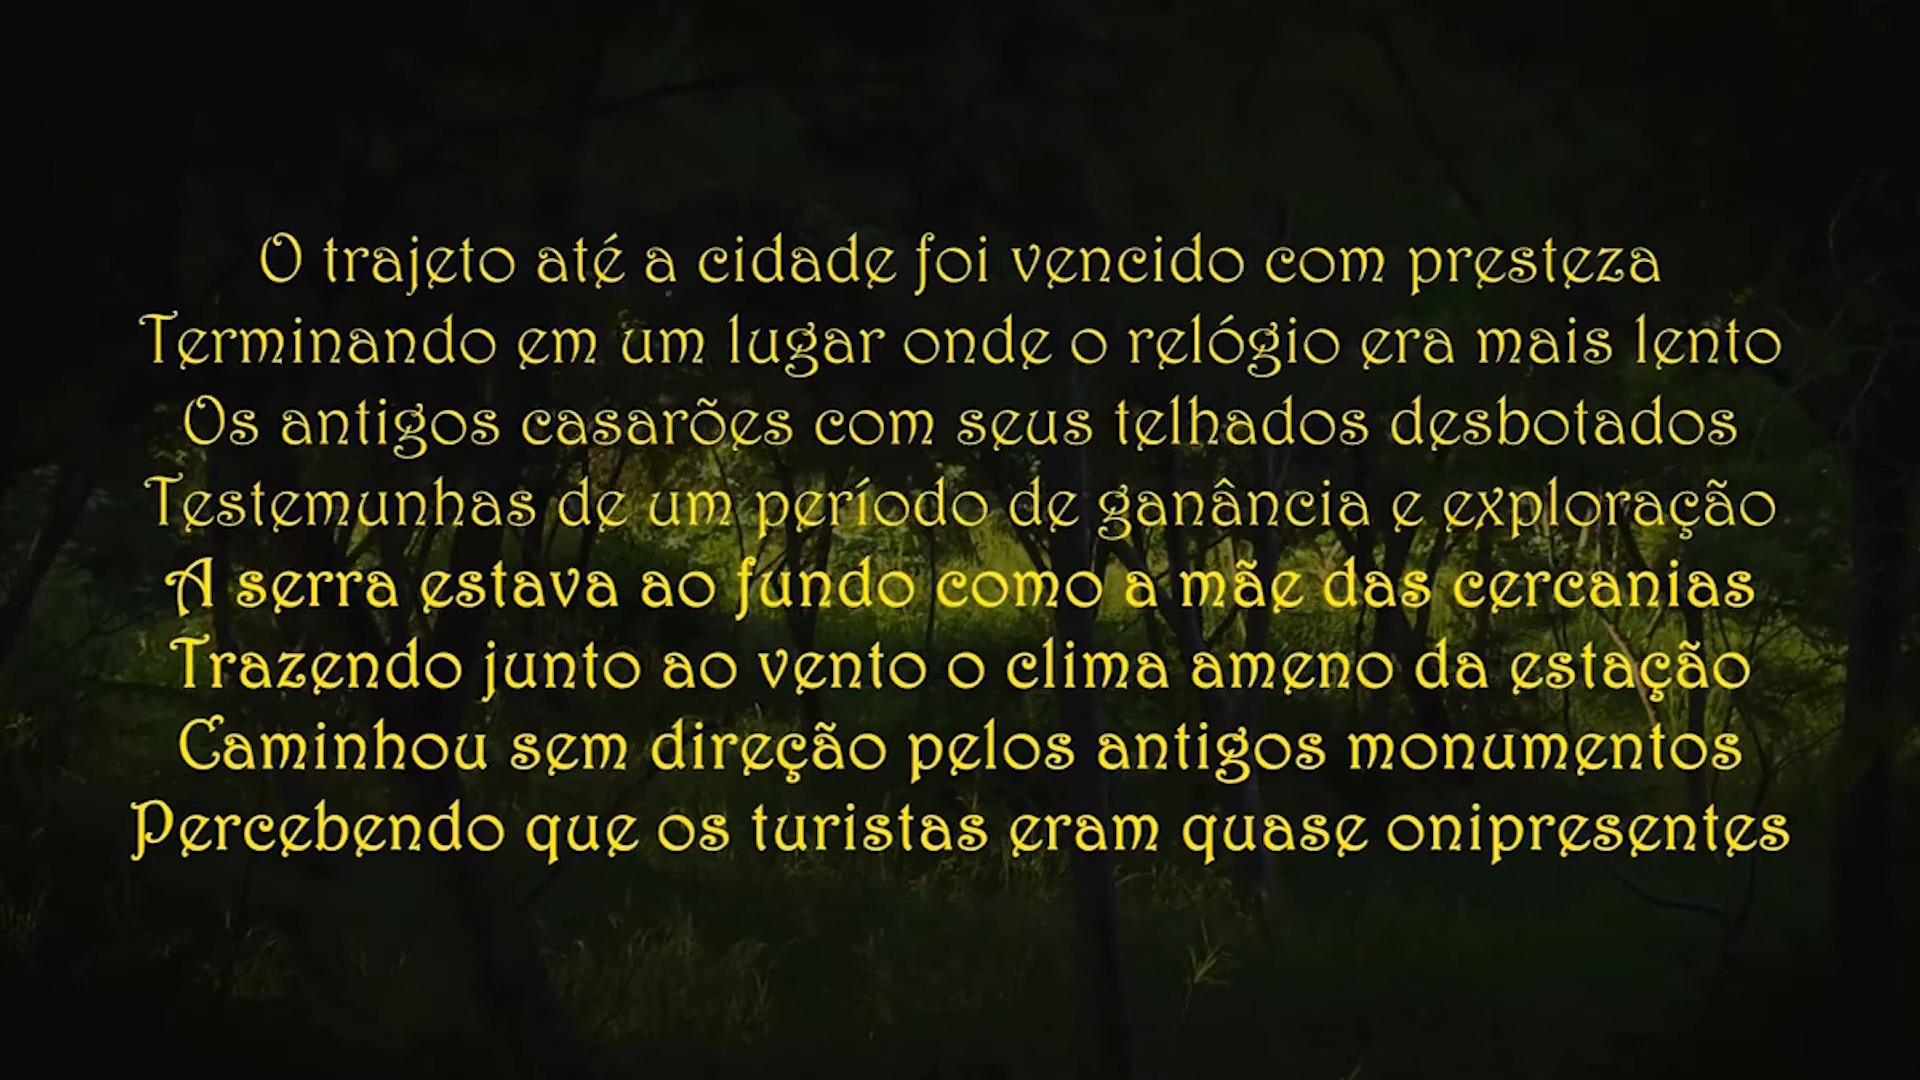 O trajeto até a cidade foi vencido com presteza
Terminando em um lugar onde o relógio era mais lento
Os antigos casarões com seus telhados desbotados
Testemunhas de um período de ganância e exploração
A serra estava ao fundo como a mãe das cercanias
Trazendo junto ao vento o clima ameno da estação
Caminhou sem direção pelos antigos monumentos
Percebendo que os turistas eram quase onipresentes